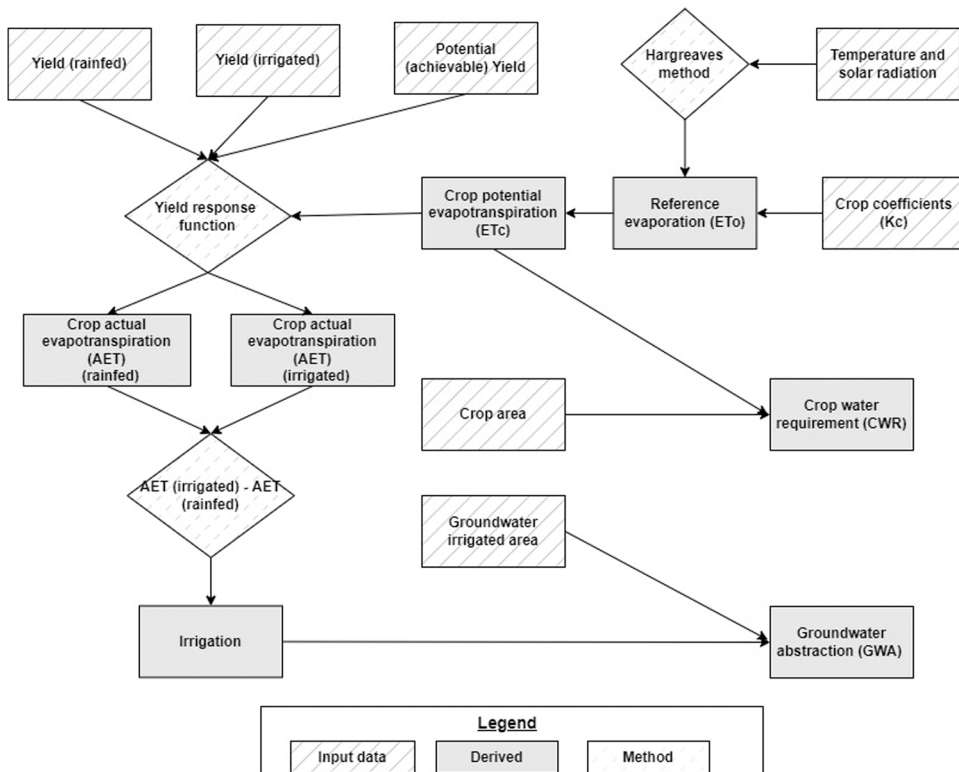 Yield (rainfed)
Yield (irrigated)
Potential
(achievable) Yield
Hargreaves
method
Temperature and
solar radiation
Yield response
function
Crop potential
evapotranspiration
(ETc)
Reference
evaporation (ETo)
Crop coefficients
(Kc)
Crop actual
evapotranspiration
(AET)
(rainfed)
Crop actual
evapotranspiration
(AET)
(irrigated)
Crop area
Crop water
requirement (CWR)
AET (irrigated) - AET
(rainfed)
Groundwater
irrigated area
Irrigation
Groundwater
abstraction (GWA)
Legend
Input data
Derived
Method